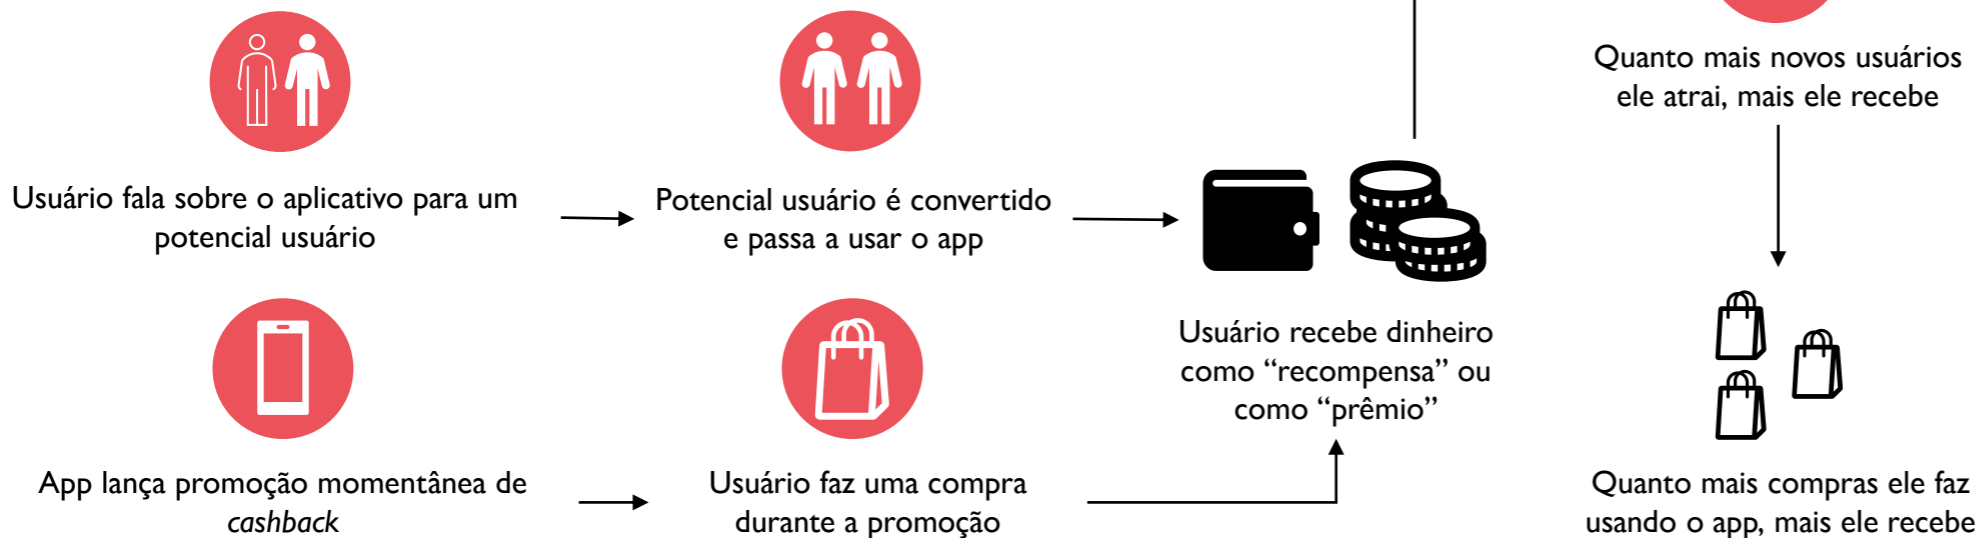 Usuário fala sobre o aplicativo para um
potencial usuário
Potencial usuário é convertido
e passa a usar o app
Usuário recebe dinheiro
como “recompensa” ou
como “prêmio”
App lança promoção momentânea de
cashback
Usuário faz uma compra
durante a promoção
Quanto mais novos usuários
ele atrai, mais ele recebe
Quanto mais compras ele faz
usando o app, mais ele recebe